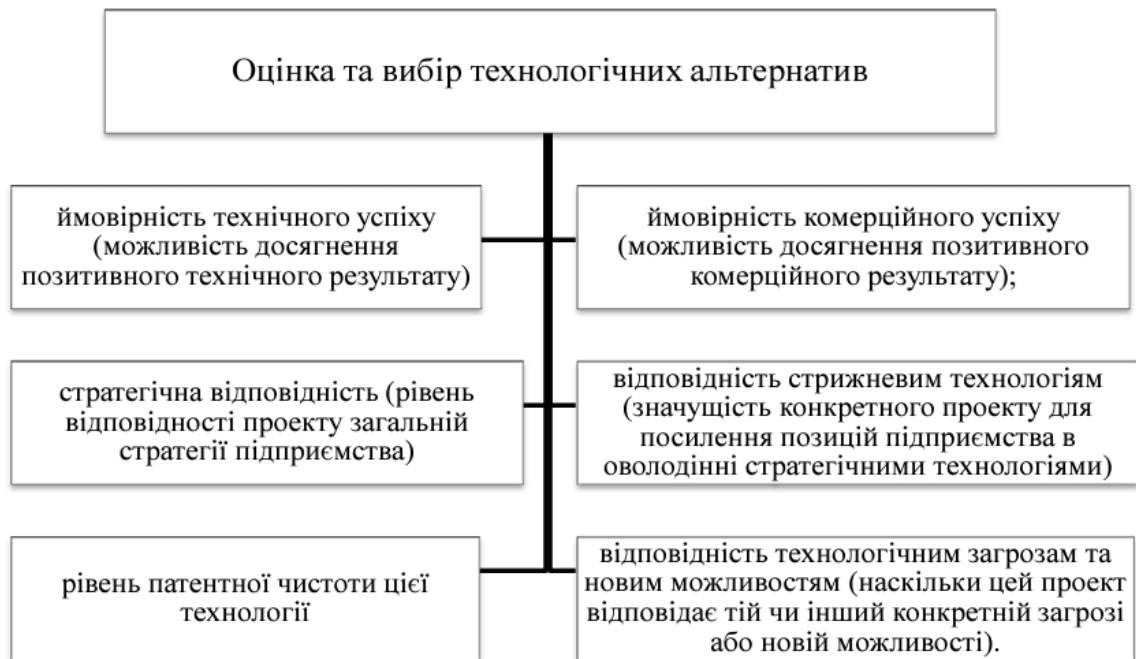 Оцінка та вибір технологічних альтернатив
ймовірність технічного успіху
(можливість досягнення
позитивного технічного результату)
ймовірність комерційного успіху
(можливість досягнення позитивного
комерційного результату);
стратегічна відповідність (рівень
відповідності проекту загальній
стратегії підприємства)
відповідність стрижневим технологіям
(значущість конкретного проекту для
посилення позицій підприємства в
оволодінні стратегічними технологіями)
рівень патентної чистоти цієї
технології
відповідність технологічним загрозам та
новим можливостям (наскільки цей проект
відповідає тій чи інший конкретній загрозі
або новій можливості).